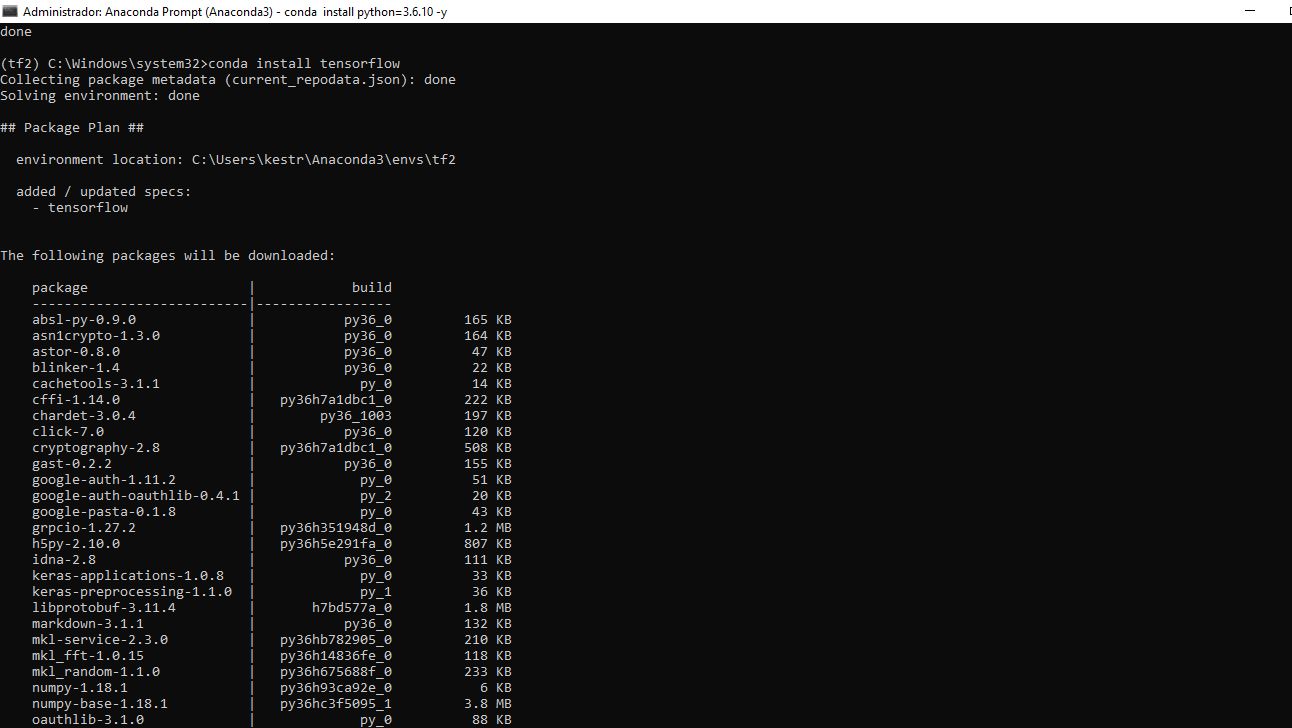 Administrador: Anaconda Prompt (Anaconda3) - conda  install python=3.6.10 -y
done
(tf2) C:\Windows\system32>conda install tensorflow
Collecting package metadata (current_repodata.json): done
Solving environment: done
## Package Plan ##
  environment location: C:\Users\kestr\Anaconda3\envs\tf2
  added / updated specs:
    - tensorflow
The following packages will be downloaded:
    package                    |            build
    ---------------------------|-----------------
    absl-py-0.9.0              |           py36_0         165 KB
    asn1crypto-1.3.0           |           py36_0         164 KB
    astor-0.8.0                |           py36_0          47 KB
    blinker-1.4                |           py36_0          22 KB
    cachetools-3.1.1           |             py_0          14 KB
    cffi-1.14.0                |   py36h7a1dbc1_0         222 KB
    chardet-3.0.4              |        py36_1003         197 KB
    click-7.0                  |           py36_0         120 KB
    cryptography-2.8           |   py36h7a1dbc1_0         508 KB
    gast-0.2.2                 |           py36_0         155 KB
    google-auth-1.11.2         |             py_0          51 KB
    google-auth-oauthlib-0.4.1 |             py_2          20 KB
    google-pasta-0.1.8         |             py_0          43 KB
    grpcio-1.27.2              |   py36h351948d_0         1.2 MB
    h5py-2.10.0                |   py36h5e291fa_0         807 KB
    idna-2.8                   |           py36_0         111 KB
    keras-applications-1.0.8   |             py_0          33 KB
    keras-preprocessing-1.1.0  |             py_1          36 KB
    libprotobuf-3.11.4         |       h7bd577a_0         1.8 MB
    markdown-3.1.1             |           py36_0         132 KB
    mkl-service-2.3.0          |   py36hb782905_0         210 KB
    mkl_fft-1.0.15             |   py36h14836fe_0         118 KB
    mkl_random-1.1.0           |   py36h675688f_0         233 KB
    numpy-1.18.1               |   py36h93ca92e_0           6 KB
    numpy-base-1.18.1          |   py36hc3f5095_1         3.8 MB
    oauthlib-3.1.0             |             py_0          88 KB